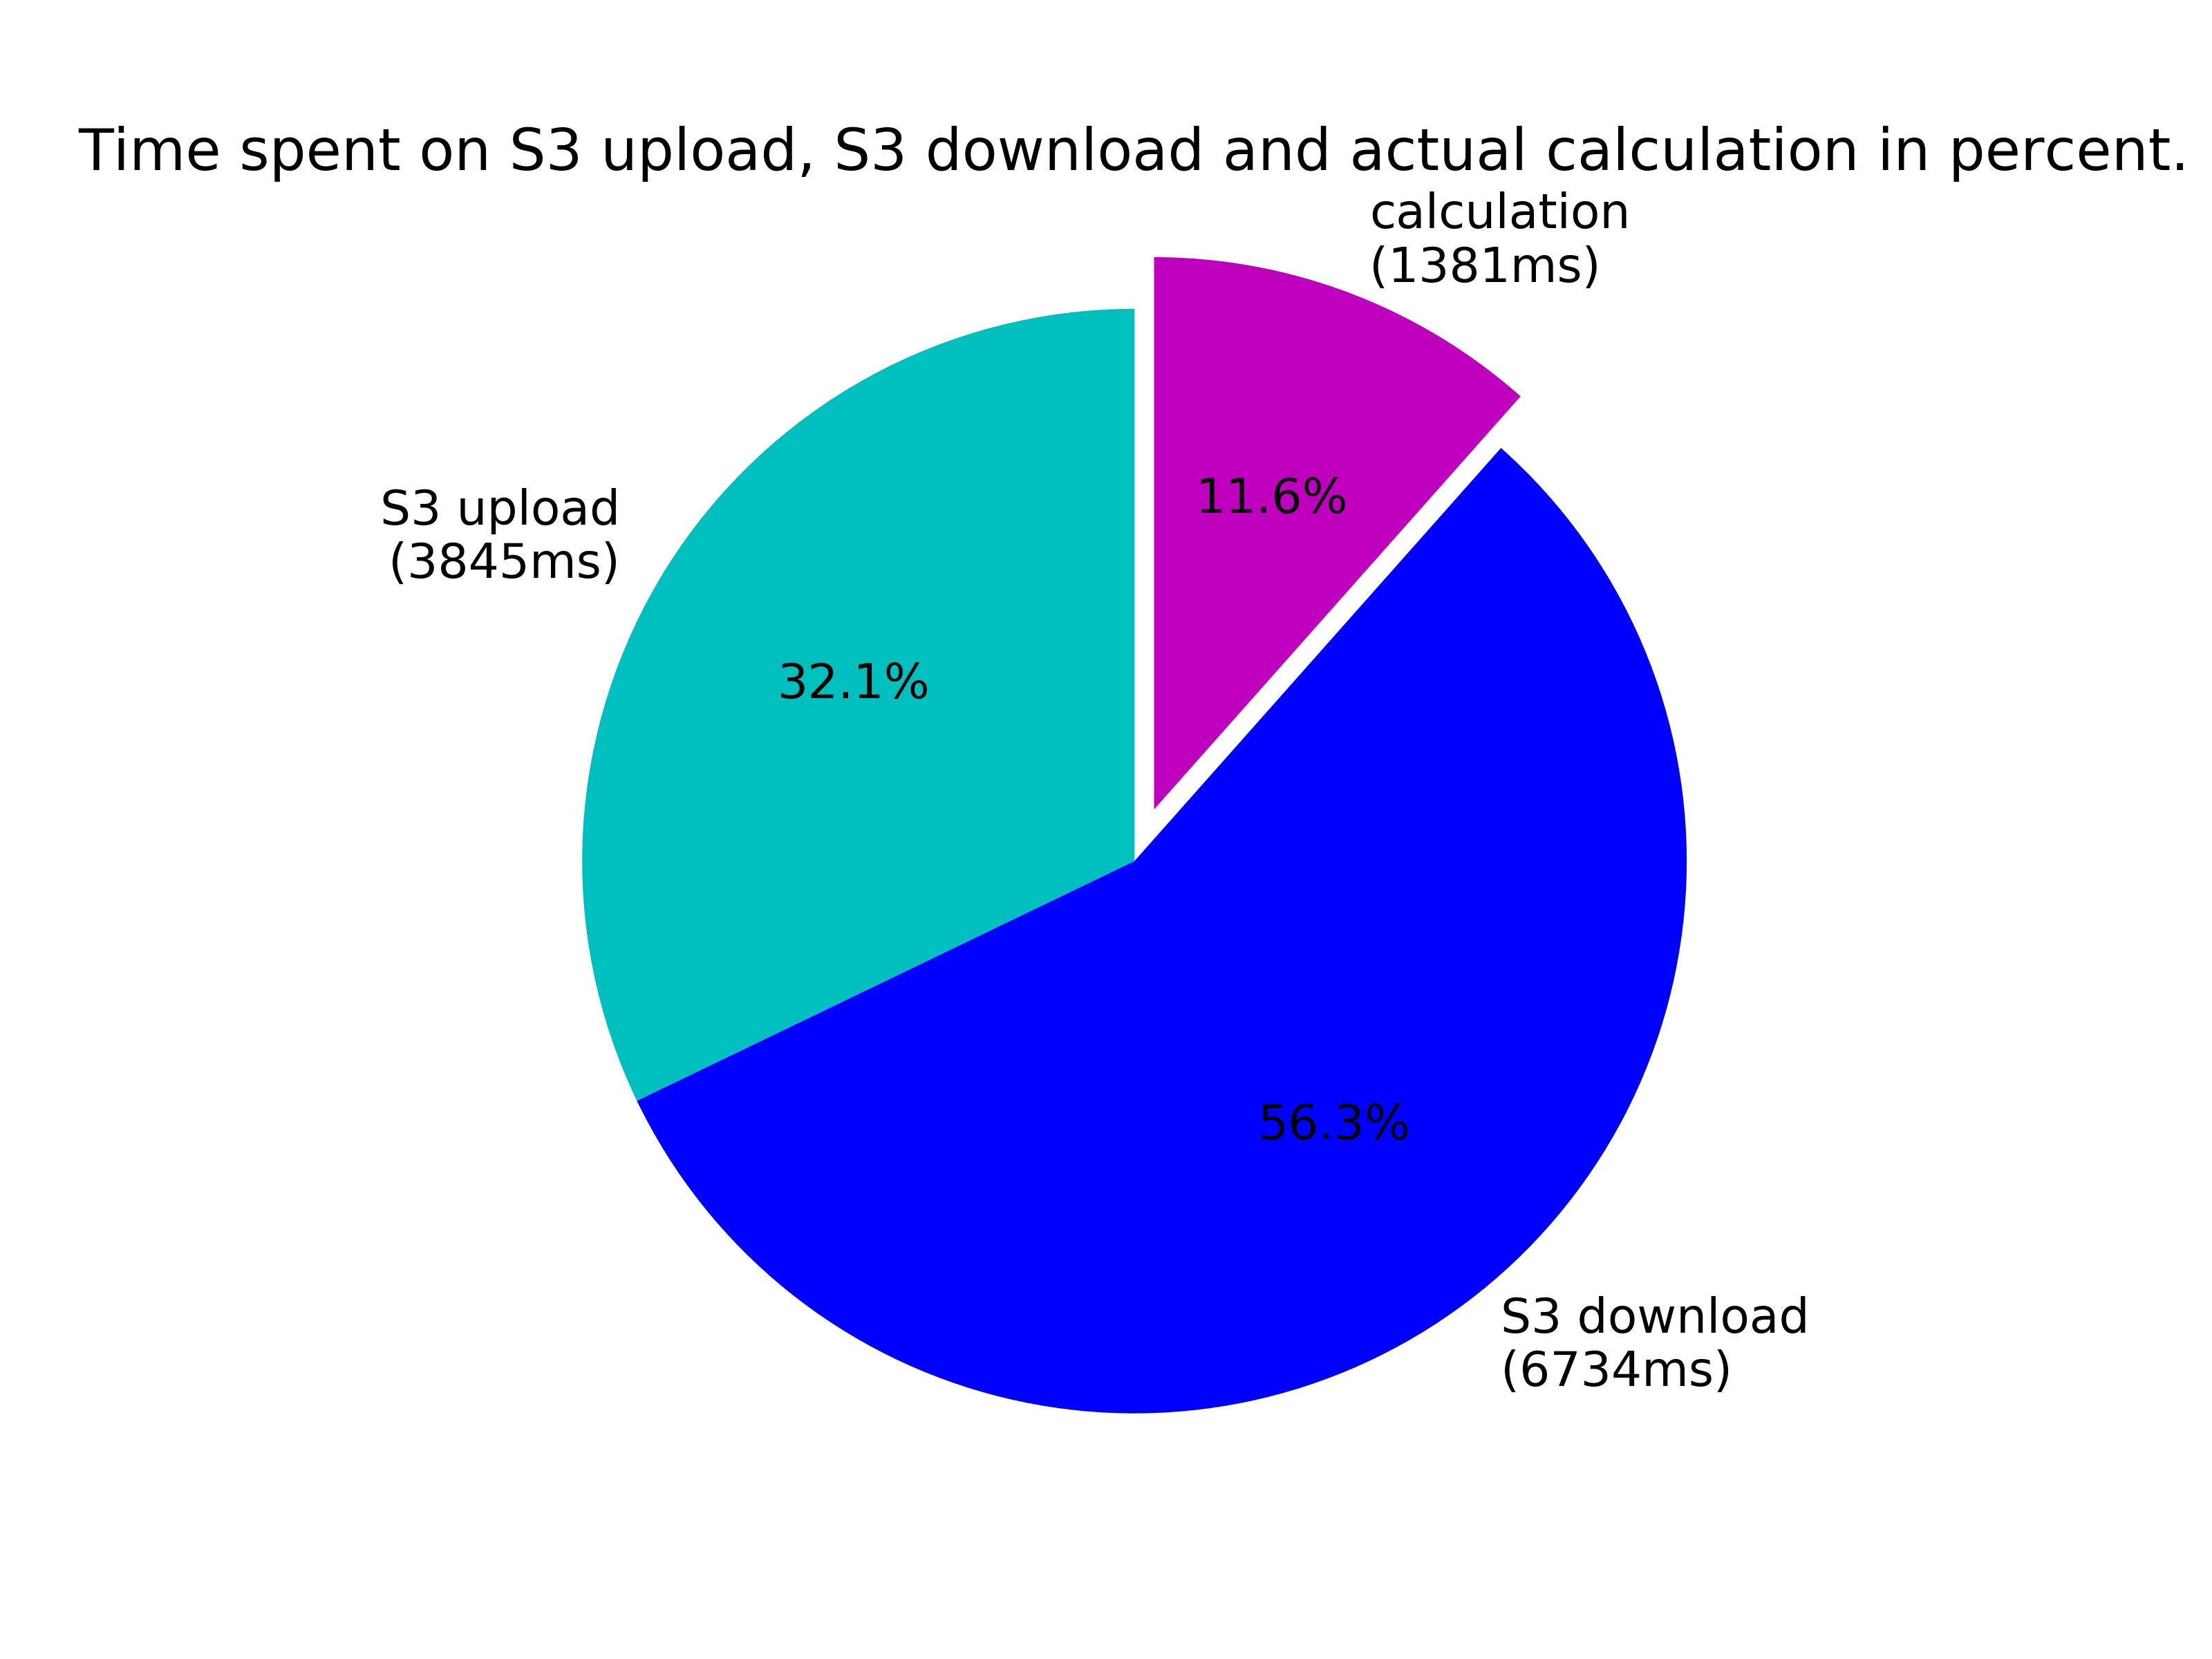 Time spent on S3 upload, S3 download and actual calculation in percent.
calculation
(1381ms)
11.6%
S3 upload
(3845ms)
32.1%
56.3%
S3 download
(6734ms)